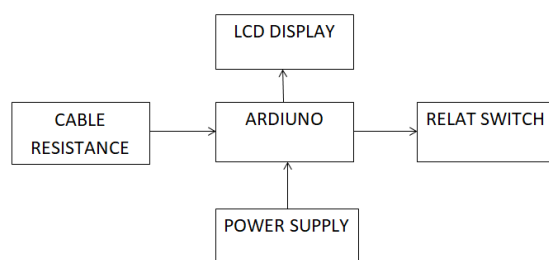 LCD DISPLAY
CABLE
RESISTANCE
ARDIUNO
RELAT SWITCH
POWER SUPPLY